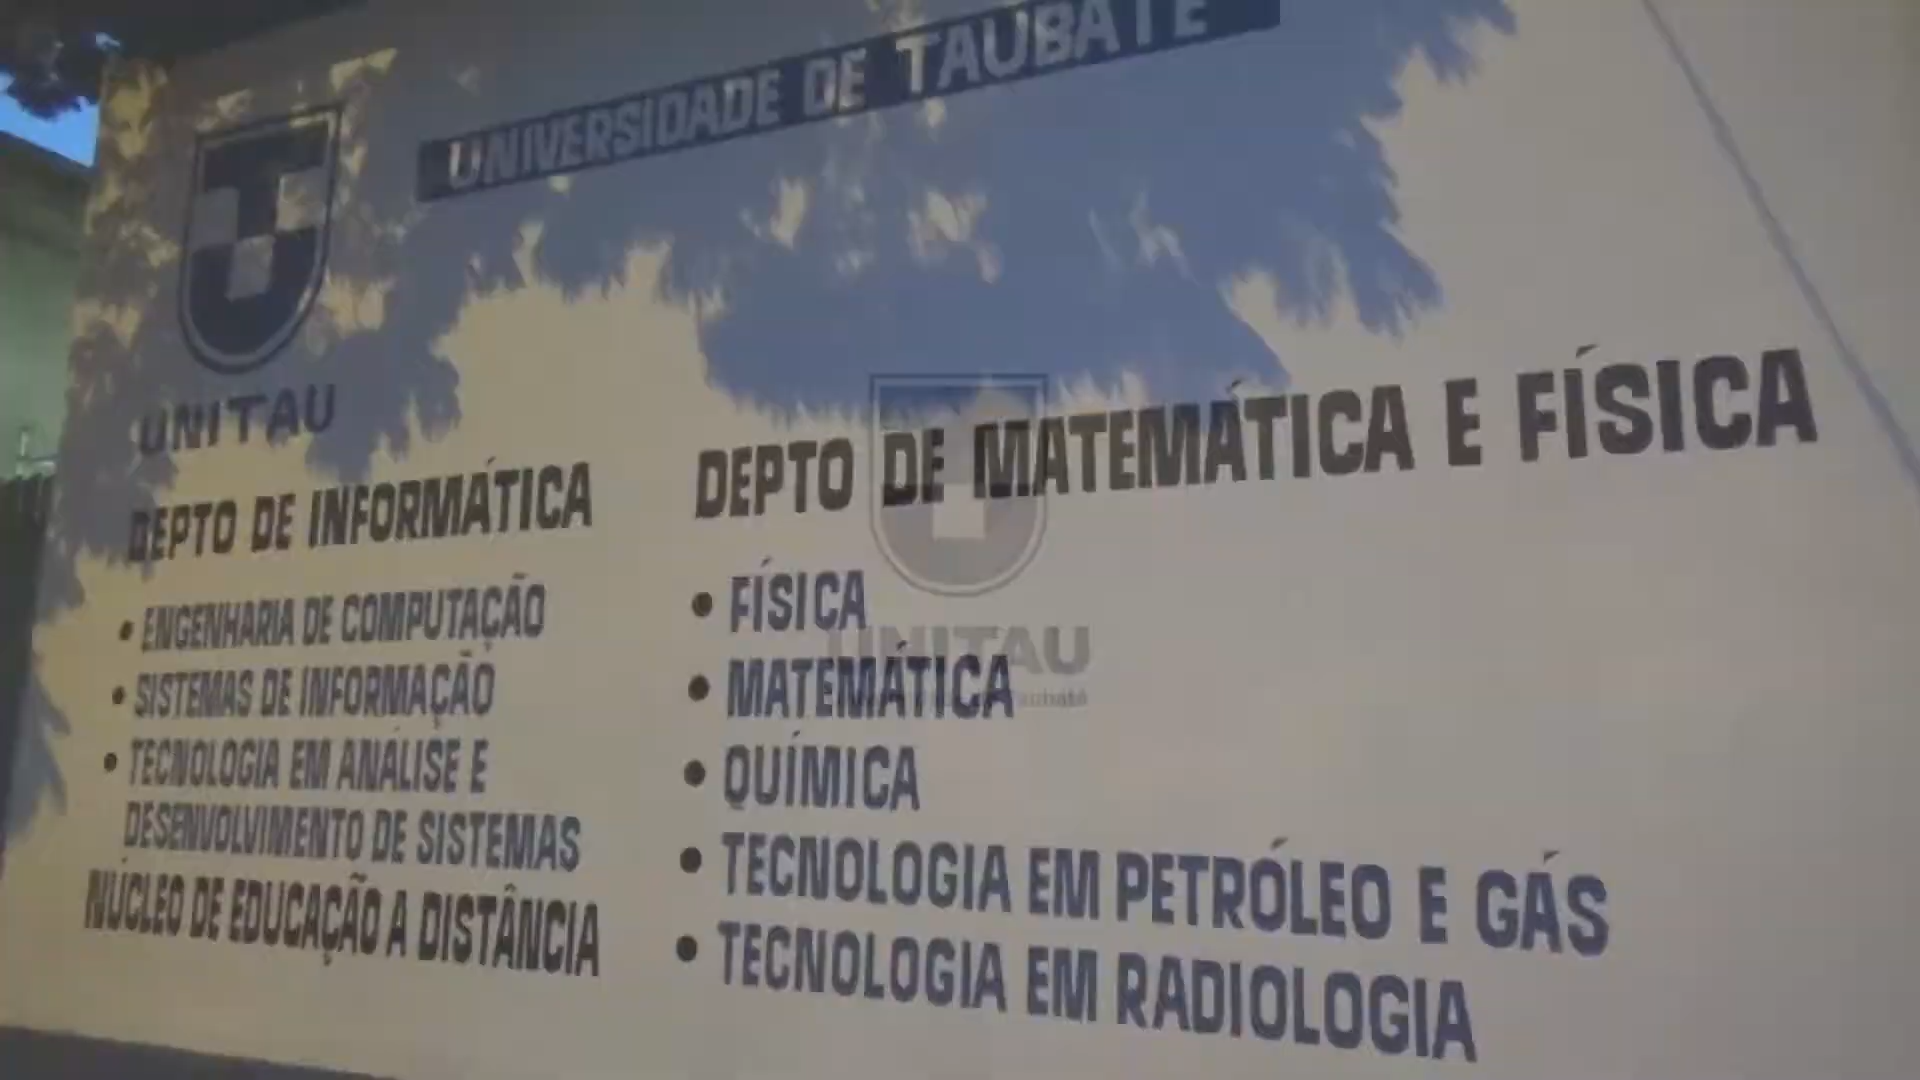 UNIVERSIDADE DE TAUBATÉ
UNITAU
DEPTO DE INFORMÁTICA
• ENGENHARIA DE COMPUTAÇÃO
• SISTEMAS DE INFORMAÇÃO
• TECNOLOGIA EM ANÁLISE E
DESENVOLVIMENTO DE SISTEMAS
NÚCLEO DE EDUCAÇÃO A DISTÂNCIA
DEPTO DE MATEMÁTICA E FÍSICA
• FÍSICA
• MATEMÁTICA
• QUÍMICA
• TECNOLOGIA EM PETRÓLEO E GÁS
• TECNOLOGIA EM RADIOLOGIA
UNITAU
Taubaté